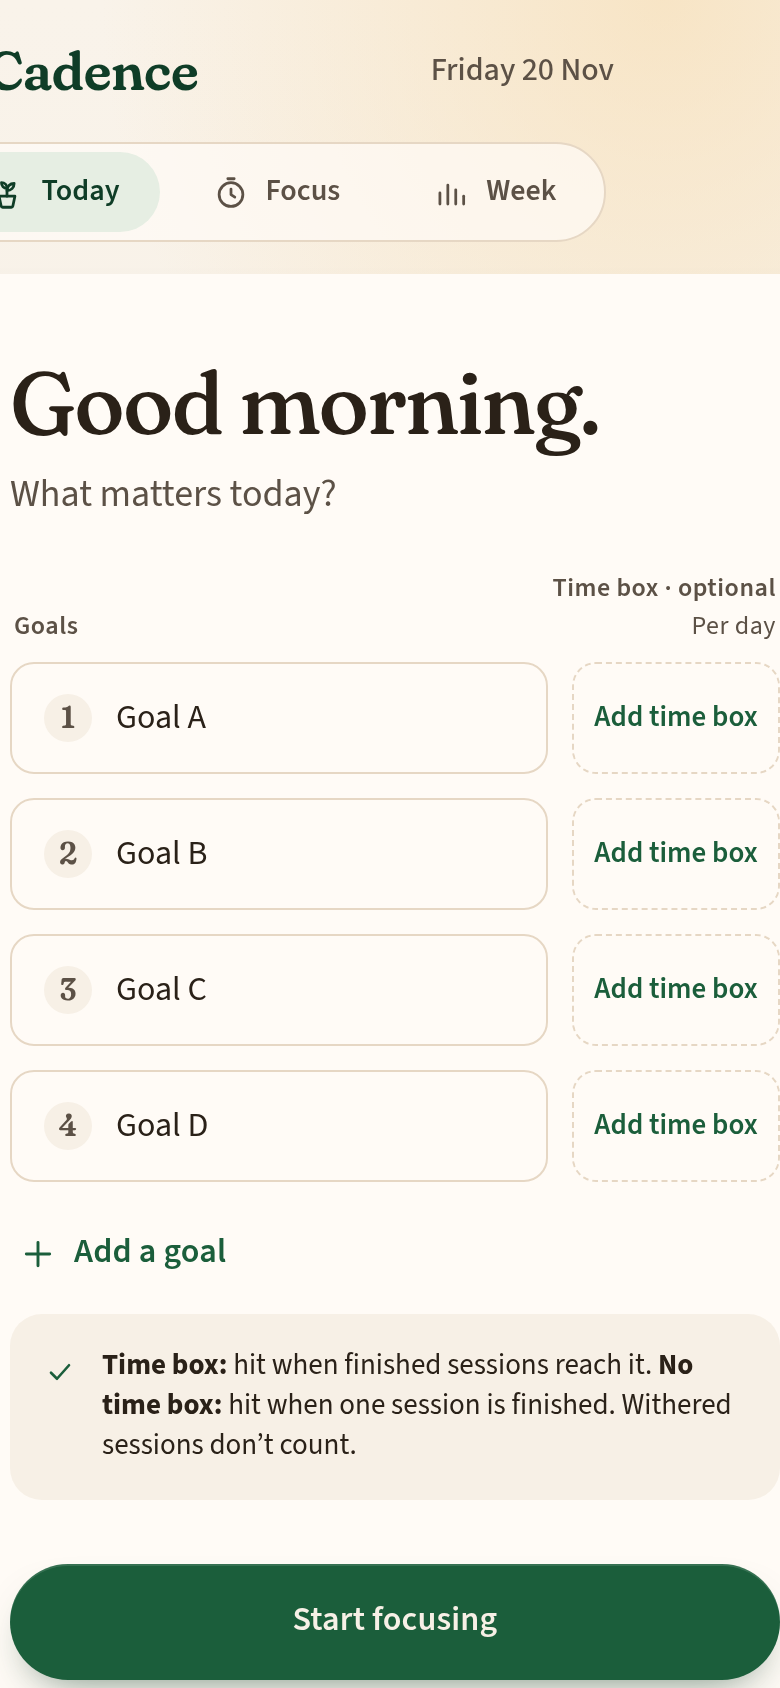 Cadence
Friday 20 Nov
Today
Focus
Week
Good morning.
What matters today?
Time box · optional
Goals
Per day
1 Goal A
Add time box
2 Goal B
Add time box
3 Goal C
Add time box
4 Goal D
Add time box
Add a goal
Time box: hit when finished sessions reach it. No
time box: hit when one session is finished. Withered
sessions don’t count.
Start focusing